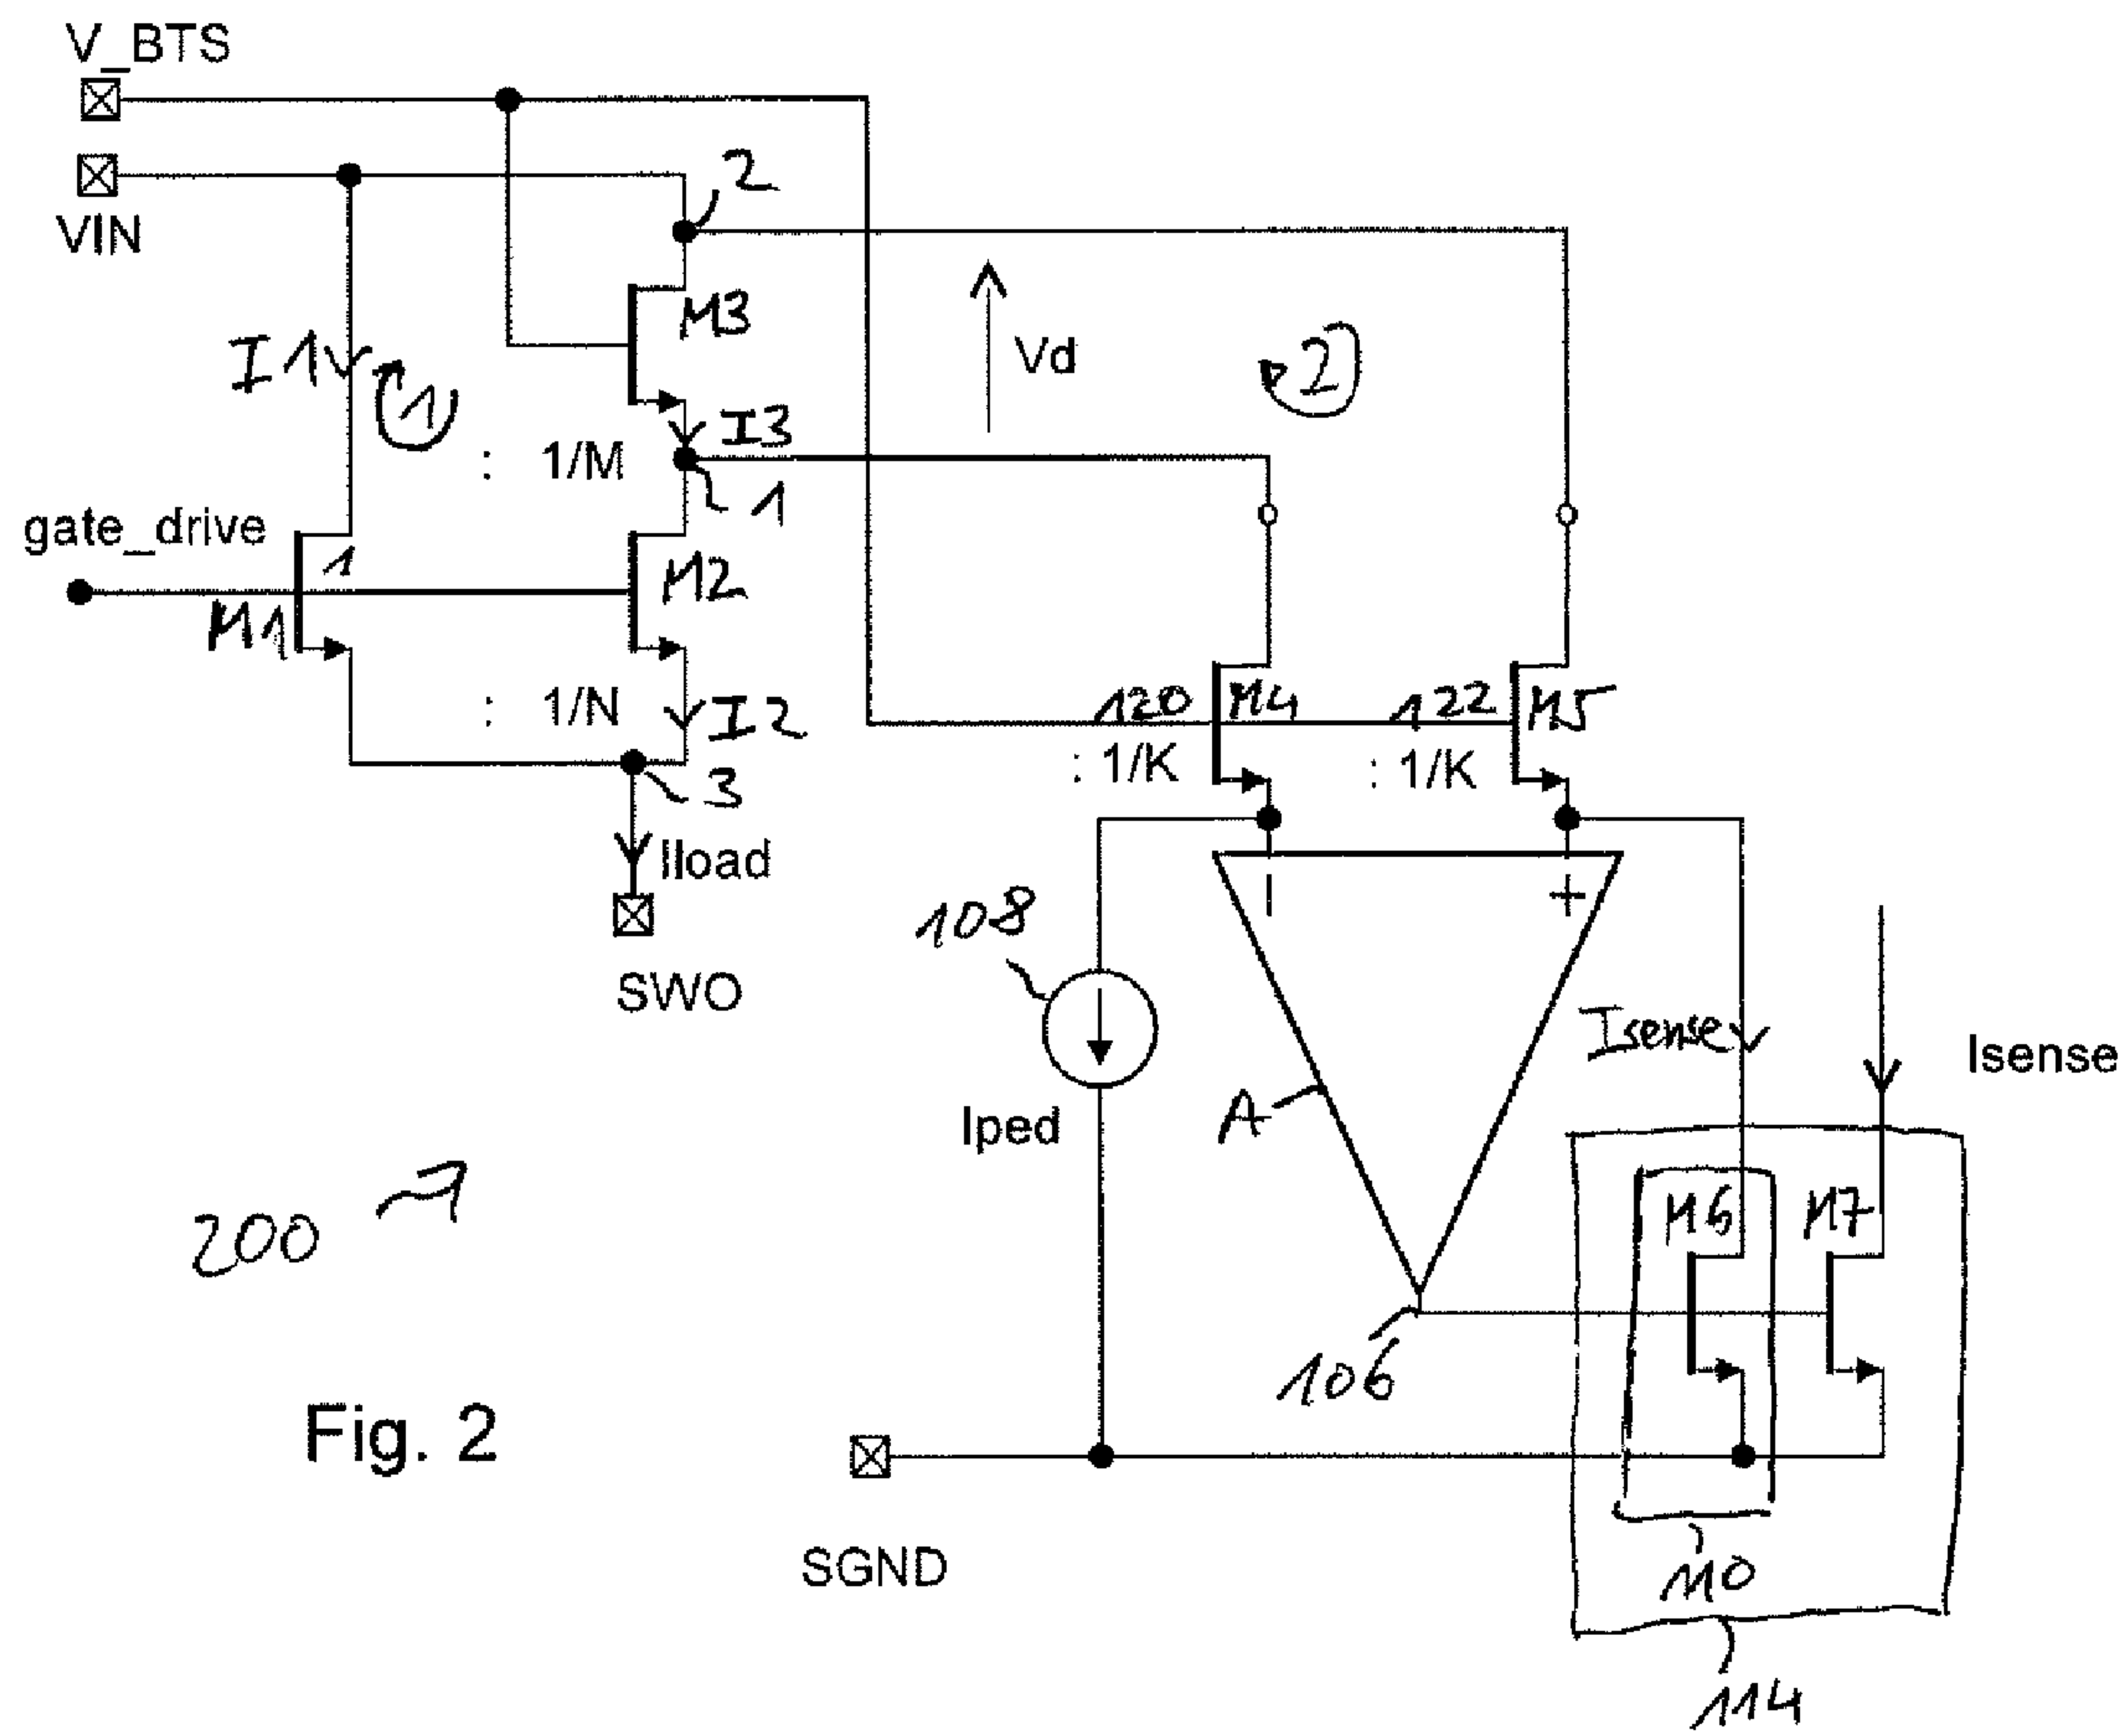 V_BTS
VIN
2
M3
I1
1
Vd
2
I3
: 1/M
1
gate_drive
1
M1
M2
: 1/N
I2
3
120
M4
122
M5
: 1/K
: 1/K
Iload
SWO
108
Iped
−
+
A
Isense
Isense
M6
M7
106
200
Fig. 2
SGND
110
114